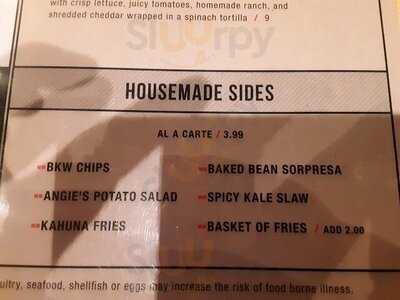 with crisp lettuce, juicy tomatoes, homemade ranch, and
shredded cheddar wrapped in a spinach tortilla / 9
Sluurpy
HOUSEMADE SIDES
AL A CARTE / 3.99
BKW CHIPS
BAKED BEAN SORPRESA
ANGIE'S POTATO SALAD
SPICY KALE SLAW
KAHUNA FRIES
BASKET OF FRIES / ADD 2.00
Sluurpy
ultry, seafood, shellfish or eggs may increase the risk of food borne illness.